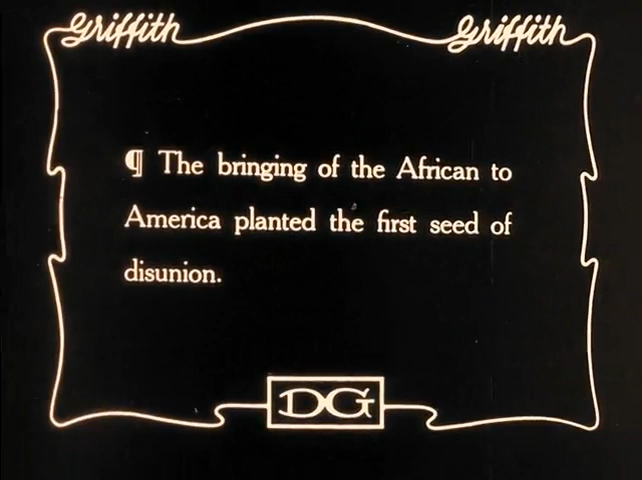 Griffith Griffith
¶ The bringing of the African to
America planted the first seed of
disunion.
DG